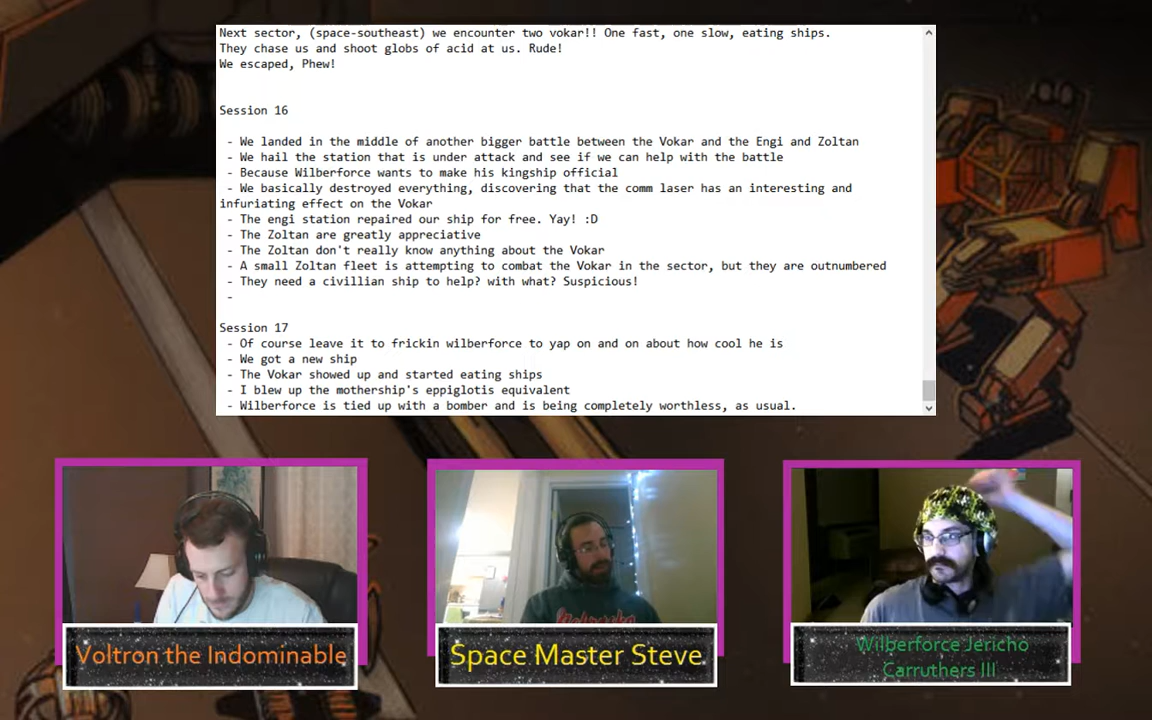 Next sector, (space-southeast) we encounter two vokar!! One fast, one slow, eating ships.
They chase us and shoot globs of acid at us. Rude!
We escaped, Phew!
Session 16
- We landed in the middle of another bigger battle between the Vokar and the Engi and Zoltan
- We hail the station that is under attack and see if we can help with the battle
- Because Wilberforce wants to make his kingship official
- We basically destroyed everything, discovering that the comm laser has an interesting and
infuriating effect on the Vokar
- The engi station repaired our ship for free. Yay! :D
- The Zoltan are greatly appreciative
- The Zoltan don't really know anything about the Vokar
- A small Zoltan fleet is attempting to combat the Vokar in the sector, but they are outnumbered
- They need a civillian ship to help? with what? Suspicious!
-
Session 17
- Of course leave it to frickin wilberforce to yap on and on about how cool he is
- We got a new ship
- The Vokar showed up and started eating ships
- I blew up the mothership's eppiglotis equivalent
- Wilberforce is tied up with a bomber and is being completely worthless, as usual.
Voltron the Indominable
Space Master Steve
Wilberforce Jericho
Carruthers III